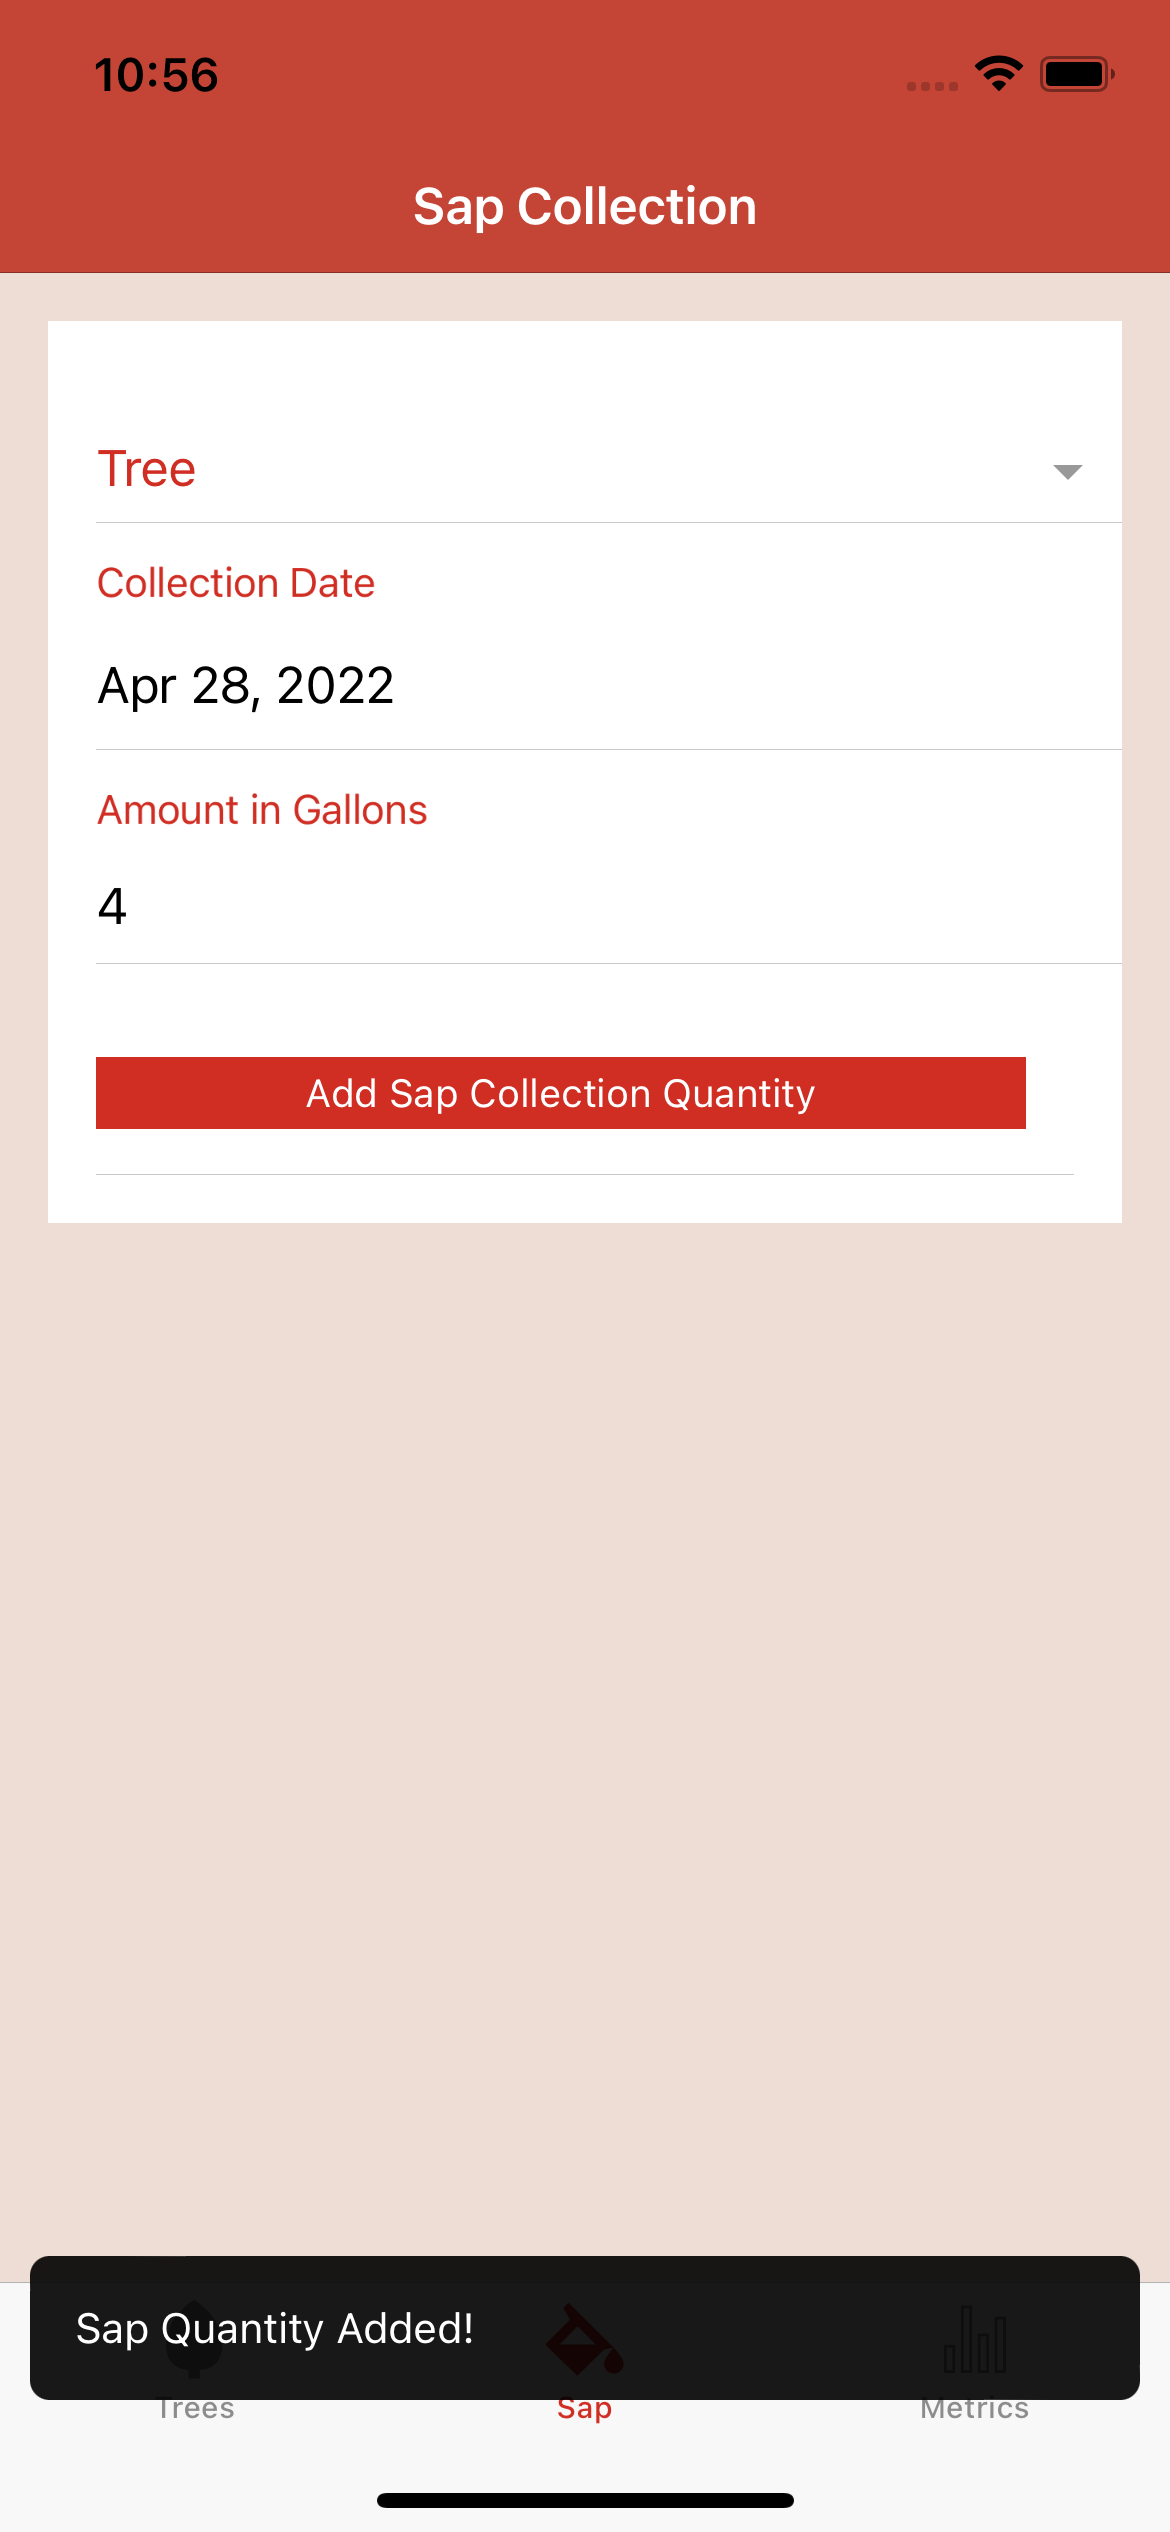 10:56
Sap Collection
Tree
Collection Date
Apr 28, 2022
Amount in Gallons
4
Add Sap Collection Quantity
Sap Quantity Added!
Trees
Sap
Metrics